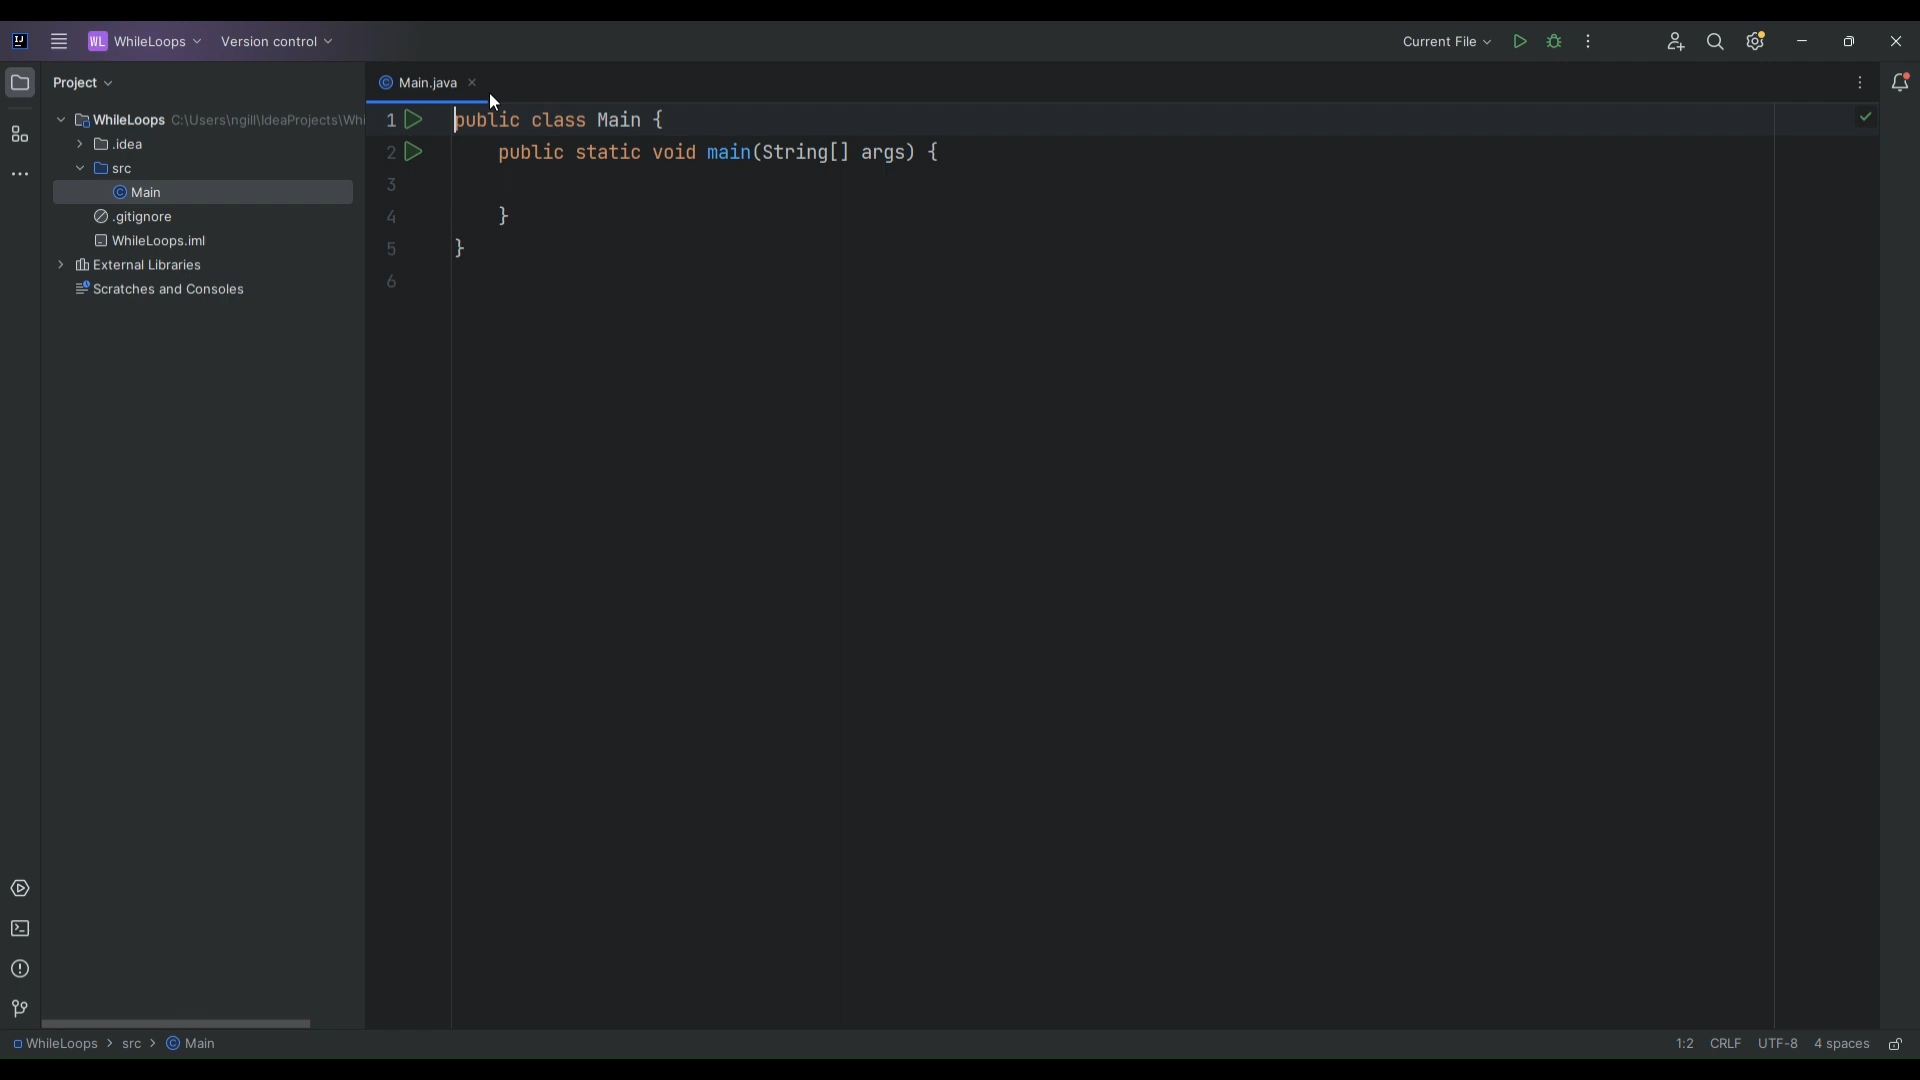 IJ WL WhileLoops Version control Current File
Project Main.java
WhileLoops C:\Users\ngill\IdeaProjects\Whi
.idea
src
Main
.gitignore
WhileLoops.iml
External Libraries
Scratches and Consoles
1 public class Main {
2 public static void main(String[] args) {
3
4 }
5 }
6
WhileLoops > src > Main 1:2 CRLF UTF-8 4 spaces